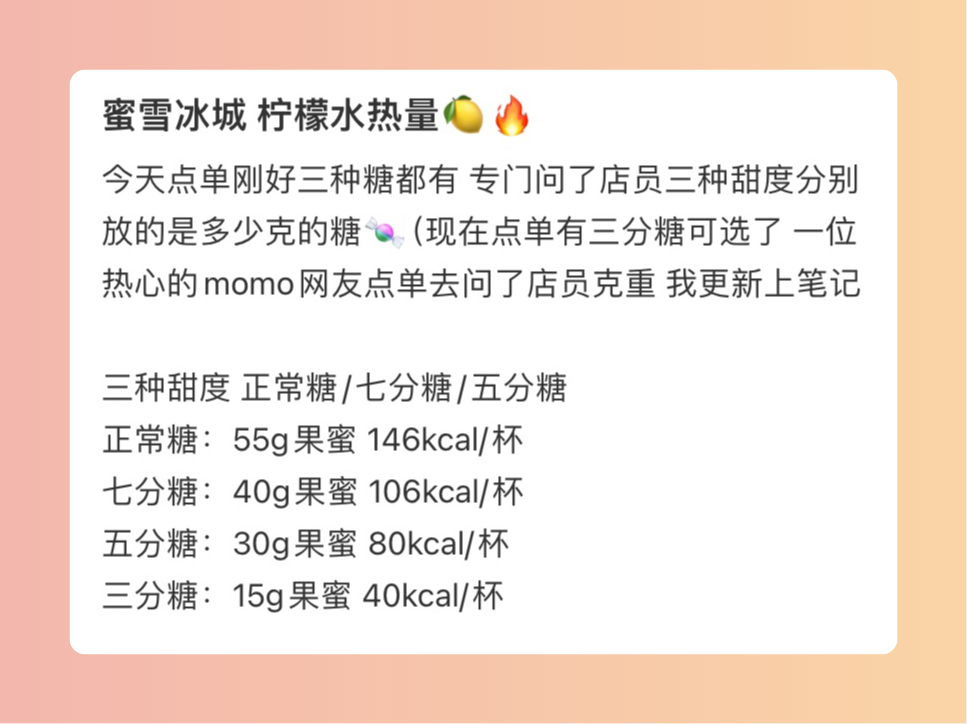 蜜雪冰城 柠檬水热量🍋🔥
今天点单刚好三种糖都有 专门问了店员三种甜度分别
放的是多少克的糖🍬(现在点单有三分糖可选了 一位
热心的momo网友点单去问了店员克重 我更新上笔记
三种甜度 正常糖/七分糖/五分糖
正常糖：55g果蜜 146kcal/杯
七分糖：40g果蜜 106kcal/杯
五分糖：30g果蜜 80kcal/杯
三分糖：15g果蜜 40kcal/杯